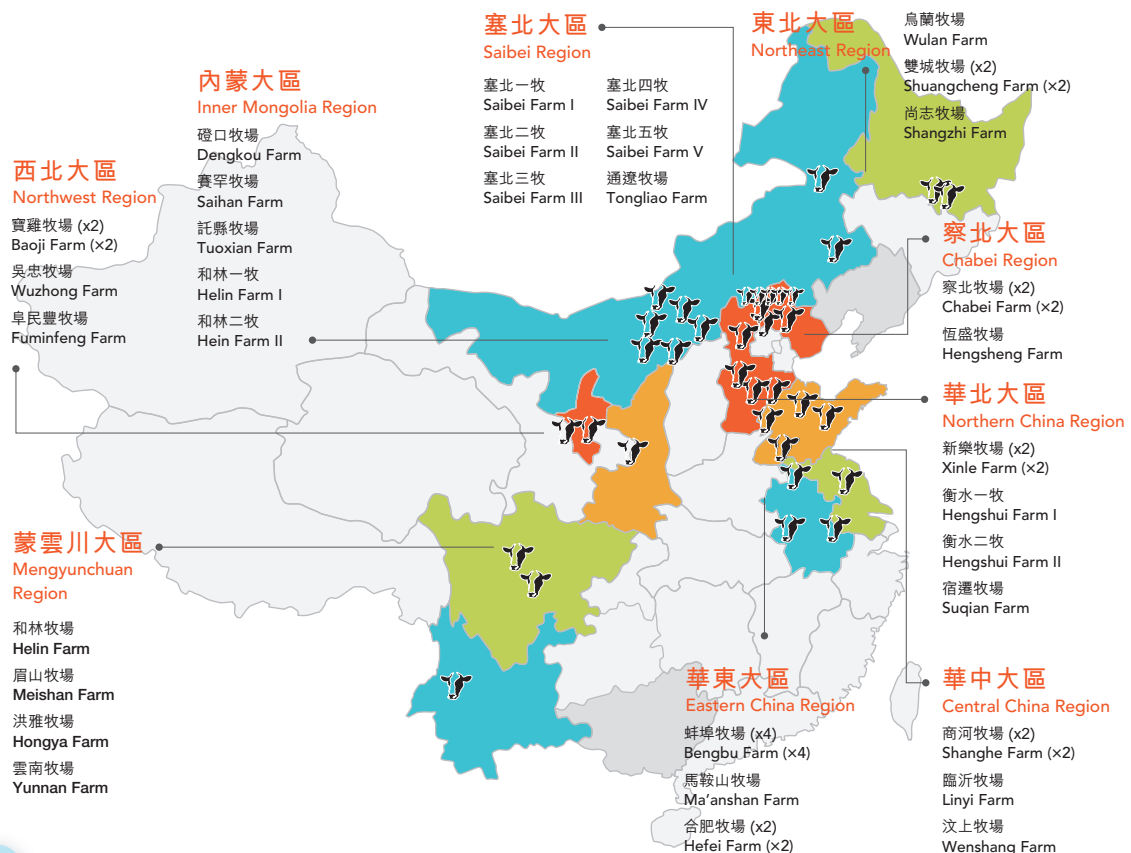 西北大區
Northwest Region
寶雞牧場 (x2)
Baoji Farm (×2)
吳忠牧場
Wuzhong Farm
阜民豐牧場
Fuminfeng Farm
內蒙大區
Inner Mongolia Region
磴口牧場
Dengkou Farm
賽罕牧場
Saihan Farm
託縣牧場
Tuoxian Farm
和林一牧
Helin Farm I
和林二牧
Hein Farm II
塞北大區
Saibei Region
塞北一牧
Saibei Farm I
塞北二牧
Saibei Farm II
塞北三牧
Saibei Farm III
塞北四牧
Saibei Farm IV
塞北五牧
Saibei Farm V
通遼牧場
Tongliao Farm
東北大區
Northeast Region
烏蘭牧場
Wulan Farm
雙城牧場 (x2)
Shuangcheng Farm (×2)
尚志牧場
Shangzhi Farm
察北大區
Chabei Region
察北牧場 (x2)
Chabei Farm (×2)
恆盛牧場
Hengsheng Farm
華北大區
Northern China Region
新樂牧場 (x2)
Xinle Farm (×2)
衡水一牧
Hengshui Farm I
衡水二牧
Hengshui Farm II
宿遷牧場
Suqian Farm
蒙雲川大區
Mengyunchuan
Region
和林牧場
Helin Farm
眉山牧場
Meishan Farm
洪雅牧場
Hongya Farm
雲南牧場
Yunnan Farm
華東大區
Eastern China Region
蚌埠牧場 (x4)
Bengbu Farm (×4)
馬鞍山牧場
Ma'anshan Farm
合肥牧場 (x2)
Hefei Farm (×2)
華中大區
Central China Region
商河牧場 (x2)
Shanghe Farm (×2)
臨沂牧場
Linyi Farm
汶上牧場
Wenshang Farm